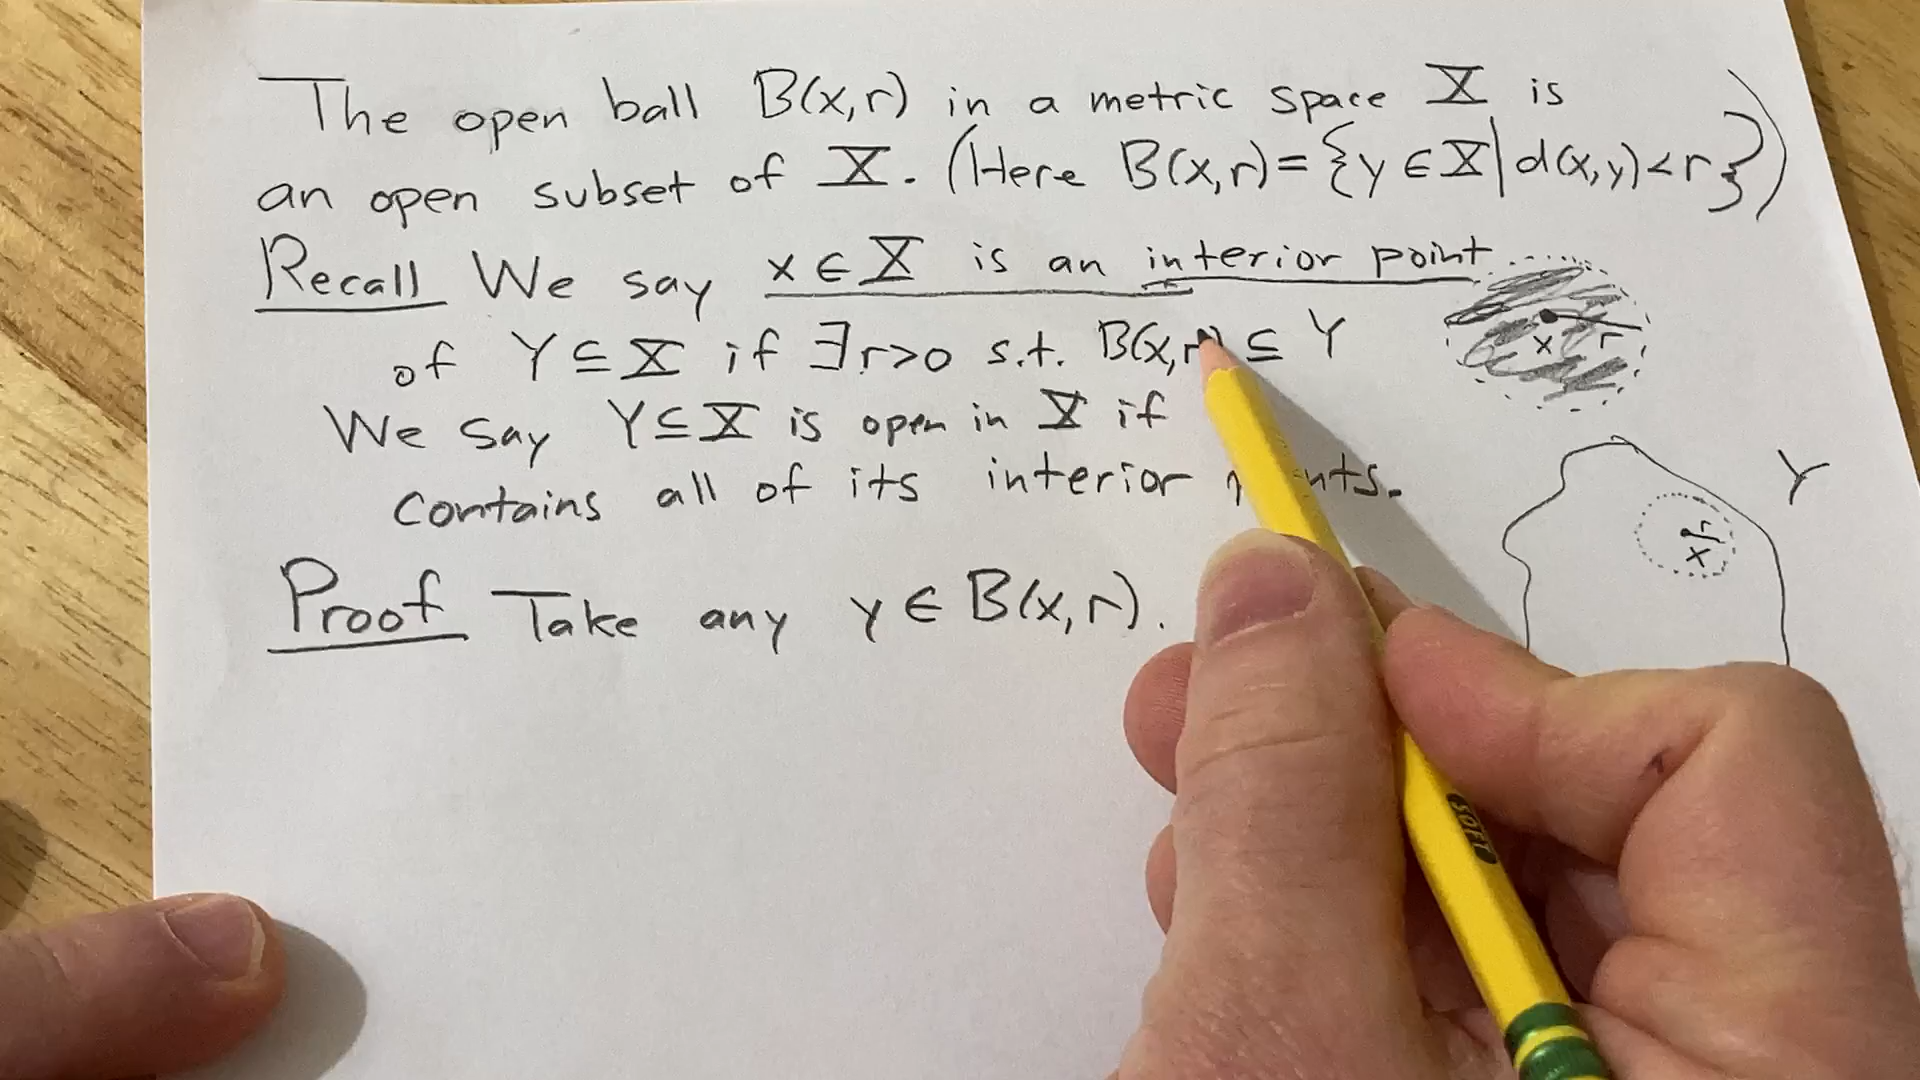 The open ball B(x,r) in a metric space X is
an open subset of X. (Here B(x,r)={y∈X|d(x,y)<r})
Recall We say x∈X is an interior point
of Y⊆X if ∃r>0 s.t. B(x,r)⊆Y
We say Y⊆X is open in X if
contains all of its interior
Proof Take any y∈B(x,r).
x r
Y
r
x
SOFT